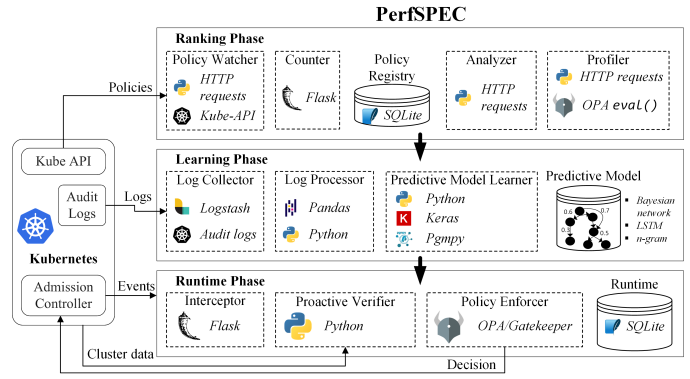 PerfSPEC
Ranking Phase
Policy Watcher
HTTP
requests
Kube-API
Counter
Flask
Policy
Registry
SQLite
Analyzer
HTTP
requests
Profiler
HTTP requests
OPA eval()
Policies
Kube API
Audit
Logs
Logs
Kubernetes
Admission
Controller
Events
Learning Phase
Log Collector
Logstash
Audit logs
Log Processor
Pandas
Python
Predictive Model Learner
Python
Keras
Pgmpy
Predictive Model
0.6
0.7
0.3
0.5
Bayesian
network
LSTM
n-gram
Runtime Phase
Interceptor
Flask
Proactive Verifier
Python
Policy Enforcer
OPA/Gatekeeper
Runtime
SQLite
Cluster data
Decision